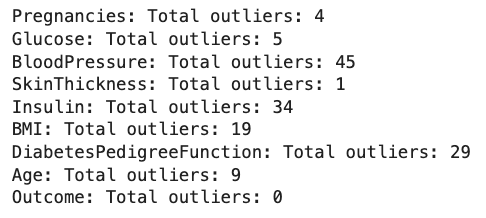 Pregnancies: Total outliers: 4
Glucose: Total outliers: 5
BloodPressure: Total outliers: 45
SkinThickness: Total outliers: 1
Insulin: Total outliers: 34
BMI: Total outliers: 19
DiabetesPedigreeFunction: Total outliers: 29
Age: Total outliers: 9
Outcome: Total outliers: 0